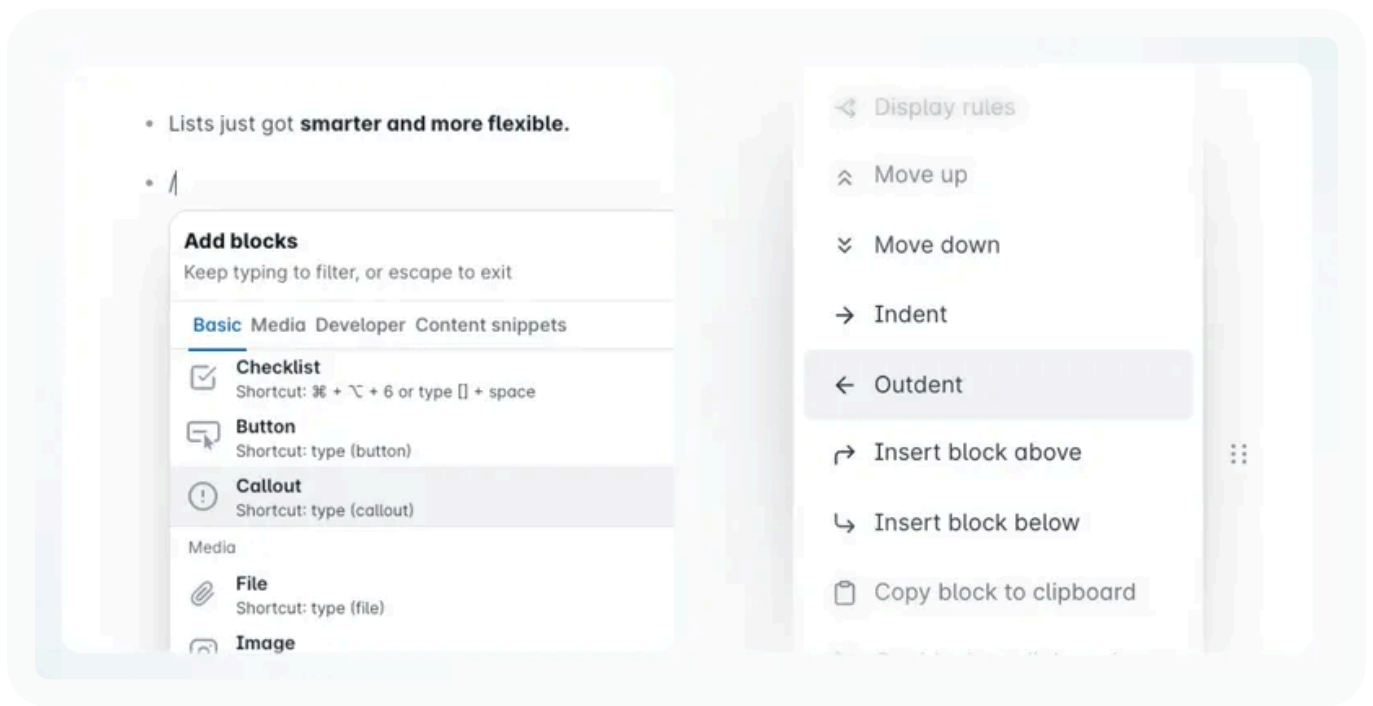 • Lists just got smarter and more flexible.
• /
Add blocks
Keep typing to filter, or escape to exit
Basic Media Developer Content snippets
Checklist
Shortcut: ⌘ + ⌥ + 6 or type [] + space
Button
Shortcut: type (button)
Callout
Shortcut: type (callout)
Media
File
Shortcut: type (file)
Image
Display rules
Move up
Move down
Indent
Outdent
Insert block above
Insert block below
Copy block to clipboard